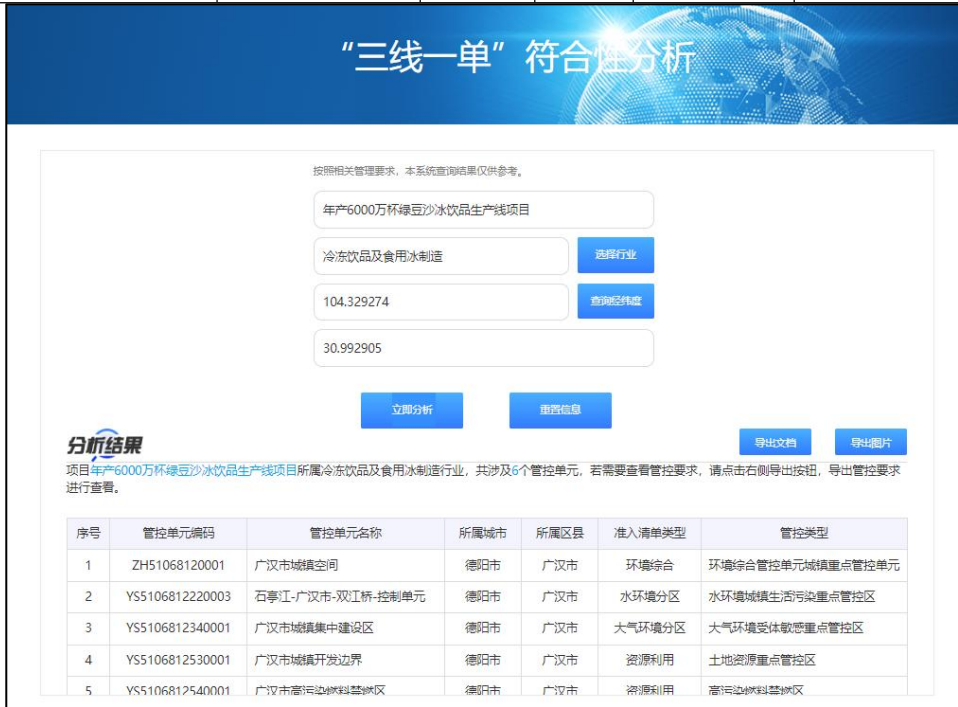 “三线一单”符合性分析
按照相关管理要求，本系统查询结果仅供参考。
年产6000万杯绿豆沙冰饮品生产线项目
冷冻饮品及食用冰制造 选择行业
104.329274 查询经纬度
30.992905
立即分析 重置信息
分析结果 导出文档 导出图片
项目年产6000万杯绿豆沙冰饮品生产线项目所属冷冻饮品及食用冰制造行业，共涉及6个管控单元，若需要查看管控要求，请点击右侧导出按钮，导出管控要求
进行查看。
序号 管控单元编码 管控单元名称 所属城市 所属区县 准入清单类型 管控类型
1 ZH51068120001 广汉市城镇空间 德阳市 广汉市 环境综合 环境综合管控单元城镇重点管控单元
2 YS5106812220003 石亭江-广汉市-双江桥-控制单元 德阳市 广汉市 水环境分区 水环境城镇生活污染重点管控区
3 YS5106812340001 广汉市城镇集中建设区 德阳市 广汉市 大气环境分区 大气环境受体敏感重点管控区
4 YS5106812530001 广汉市城镇开发边界 德阳市 广汉市 资源利用 土地资源重点管控区
5 YS5106812540001 广汉市高污染燃料禁燃区 德阳市 广汉市 资源利用 高污染燃料禁燃区